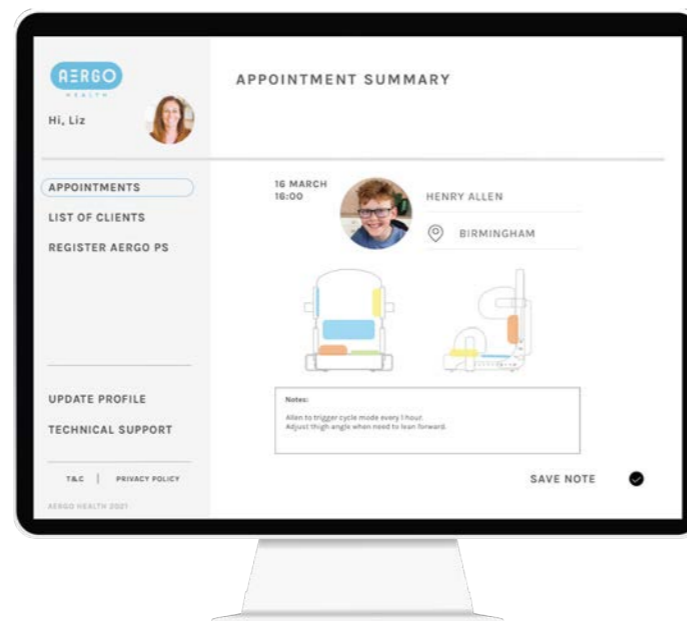 AERGO
HEALTH
Hi, Liz
APPOINTMENT SUMMARY
APPOINTMENTS
LIST OF CLIENTS
REGISTER AERGO PS
UPDATE PROFILE
TECHNICAL SUPPORT
T&C | PRIVACY POLICY
AERGO HEALTH 2021
16 MARCH
16:00
HENRY ALLEN
BIRMINGHAM
Notes:
Allen to trigger cycle mode every 1 hour.
Adjust thigh angle when need to lean forward.
SAVE NOTE